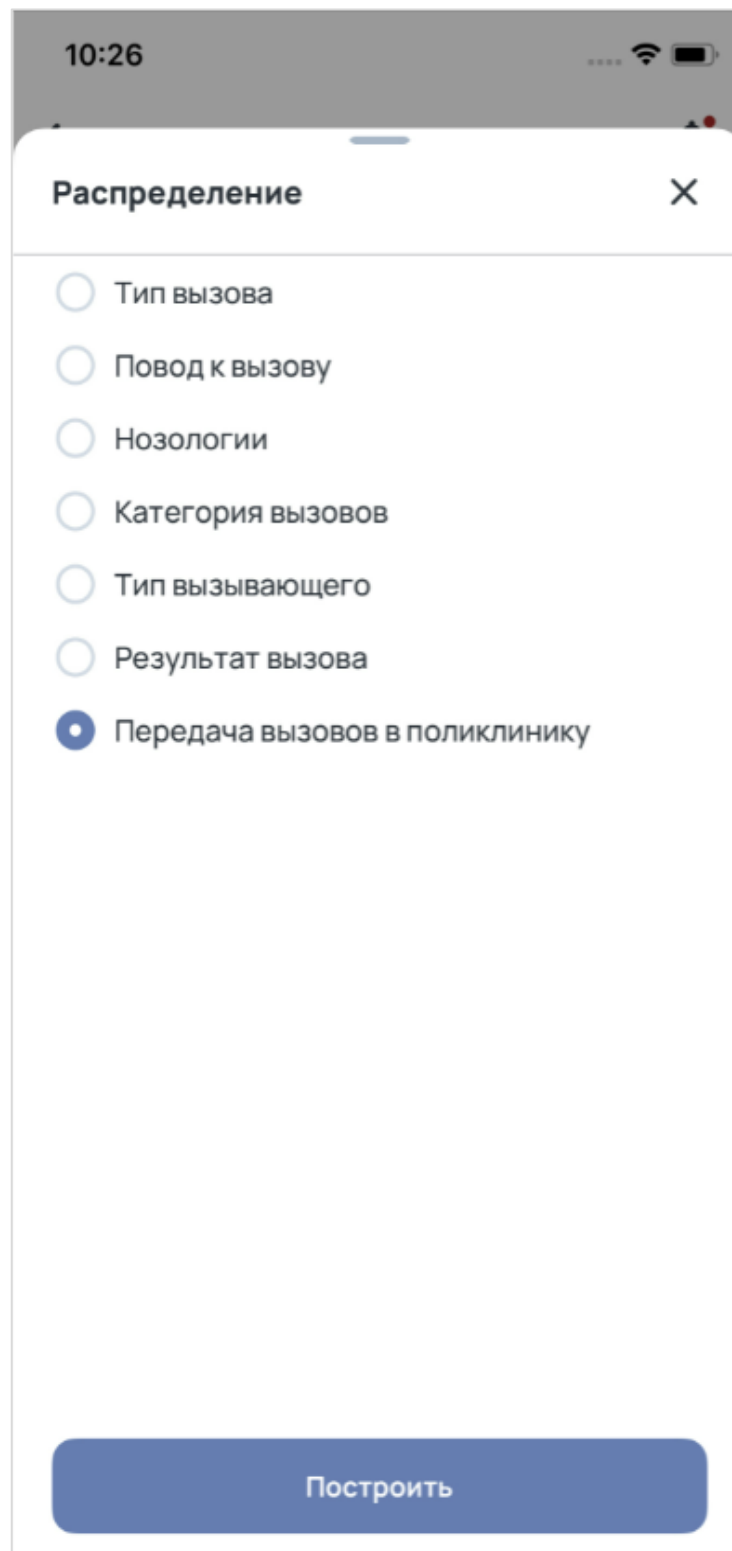 10:26
Распределение
Тип вызова
Повод к вызову
Нозологии
Категория вызовов
Тип вызывающего
Результат вызова
Передача вызовов в поликлинику
Построить